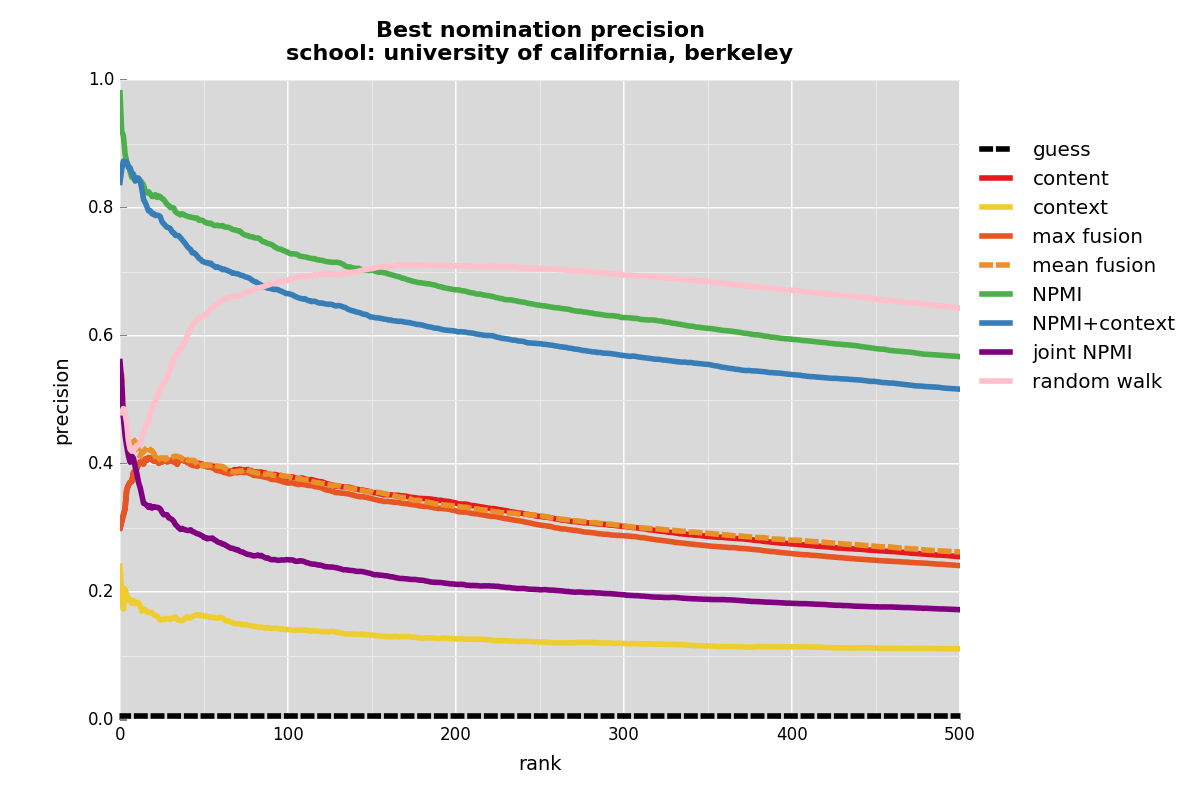 Best nomination precision
school: university of california, berkeley
precision
1.0
0.8
0.6
0.4
0.2
0.0
0
100
200
300
400
500
rank
guess
content
context
max fusion
mean fusion
NPMI
NPMI+context
joint NPMI
random walk